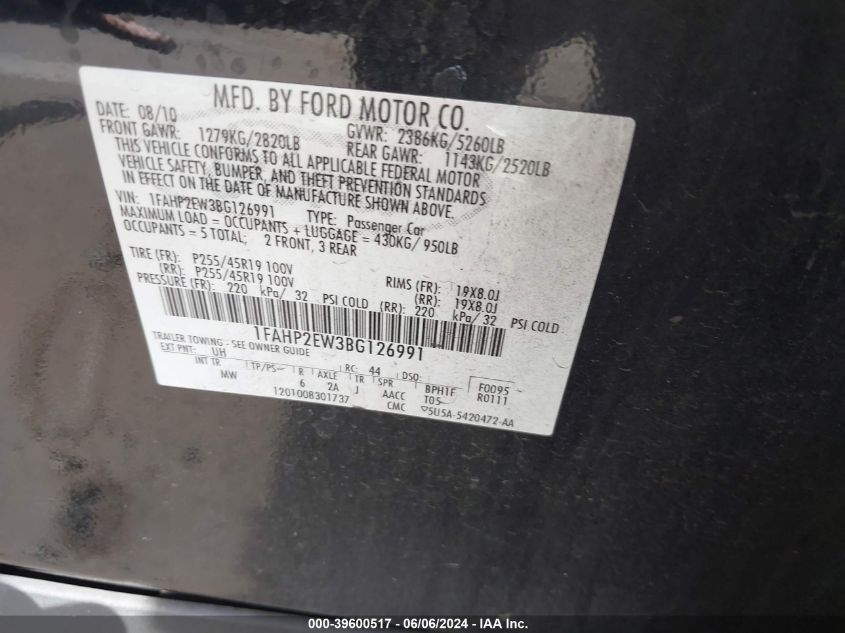 MFD. BY FORD MOTOR CO.
DATE: 08/10 GVWR: 2386KG/5260LB
FRONT GAWR: 1279KG/2820LB REAR GAWR: 1143KG/2520LB
THIS VEHICLE CONFORMS TO ALL APPLICABLE FEDERAL MOTOR
VEHICLE SAFETY, BUMPER, AND THEFT PREVENTION STANDARDS
IN EFFECT ON THE DATE OF MANUFACTURE SHOWN ABOVE.
VIN: 1FAHP2EW3BG126991 TYPE: Passenger Car
MAXIMUM LOAD = OCCUPANTS + LUGGAGE = 430KG/950LB
OCCUPANTS = 5 TOTAL; 2 FRONT, 3 REAR
TIRE (FR): P255/45R19 100V RIMS (FR): 19X8.0J
(RR): P255/45R19 100V (RR): 19X8.0J
PRESSURE (FR): 220 kPa/ 32 PSI COLD (RR): 220 kPa/ 32 PSI COLD
1FAHP2EW3BG126991
TRAILER TOWING - SEE OWNER GUIDE
EXT PNT: UH RC: 44 DSO: F0095
INT TR TP/PS R AXLE TR SPR BPH1F R0111
MW 6 2A J AACC T05
1201008301737 CMC ▽5U5A-5420472-AA
000-39600517 - 06/06/2024 - IAA Inc.